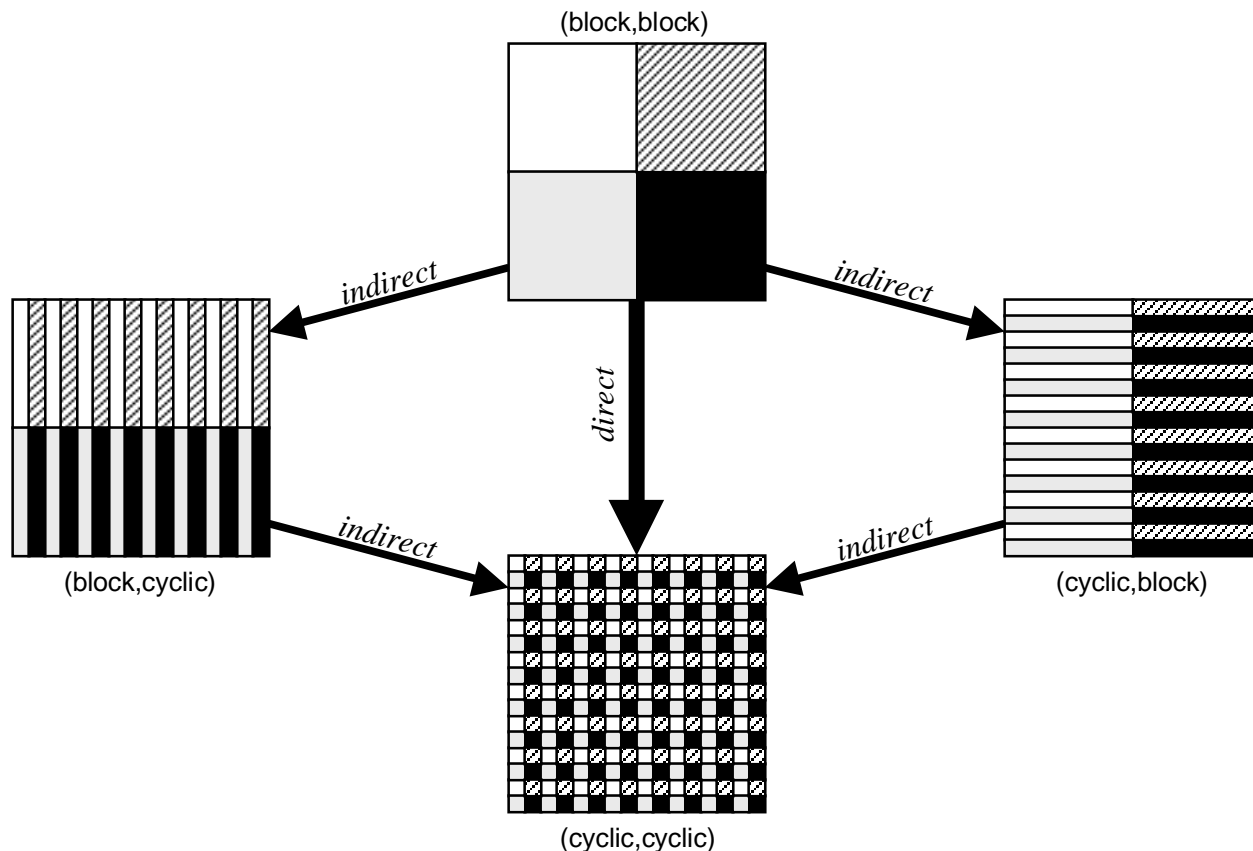 (block,block)
indirect
indirect
direct
indirect
indirect
(block,cyclic)
(cyclic,block)
(cyclic,cyclic)